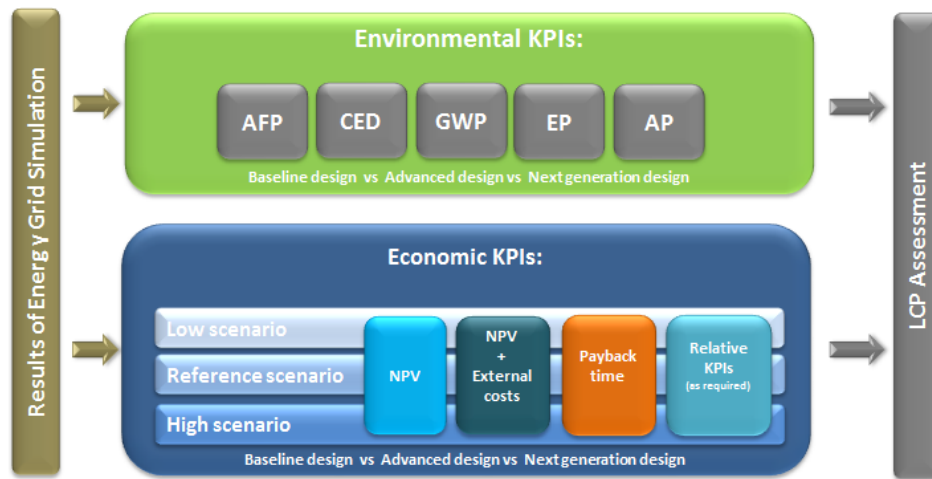 Results of Energy Grid Simulation
Environmental KPIs:
AFP
CED
GWP
EP
AP
Baseline design vs Advanced design vs Next generation design
Economic KPIs:
Low scenario
Reference scenario
High scenario
NPV
NPV
+
External
costs
Payback
time
Relative
KPIs
(as required)
Baseline design vs Advanced design vs Next generation design
LCP Assessment